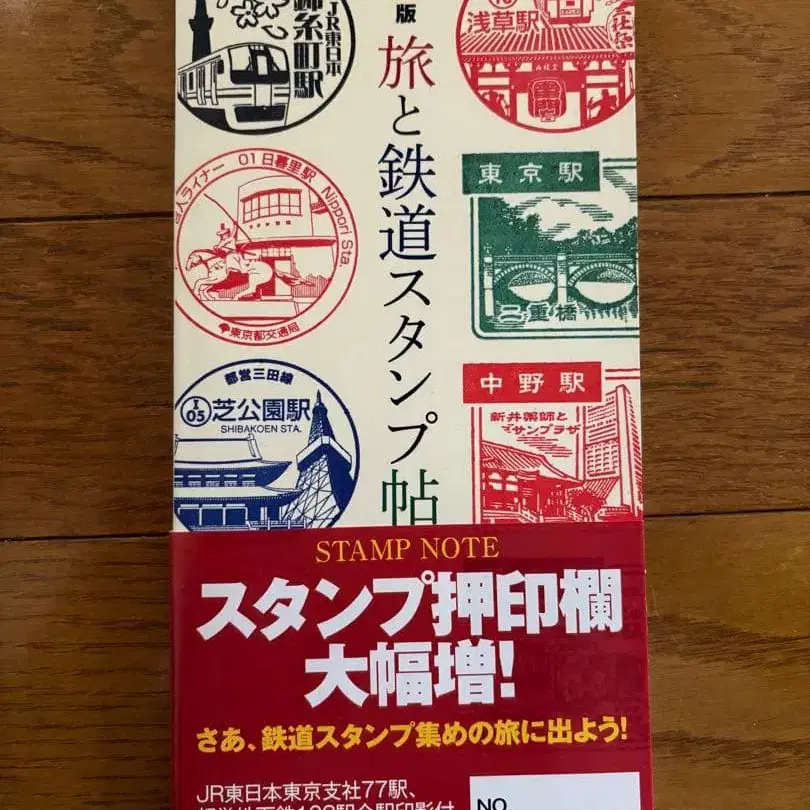 JR東日本
錦糸町駅
浅草駅
版
旅と鉄道スタンプ帖
01日暮里駅 Nippori Sta.
東京都交通局
東京駅
二重橋
都営三田線
I
05
芝公園駅
SHIBAKOEN STA.
中野駅
新井薬師と
サンプラザ
STAMP NOTE
スタンプ押印欄
大幅増!
さあ、鉄道スタンプ集めの旅に出よう!
JR東日本東京支社77駅、
NO.